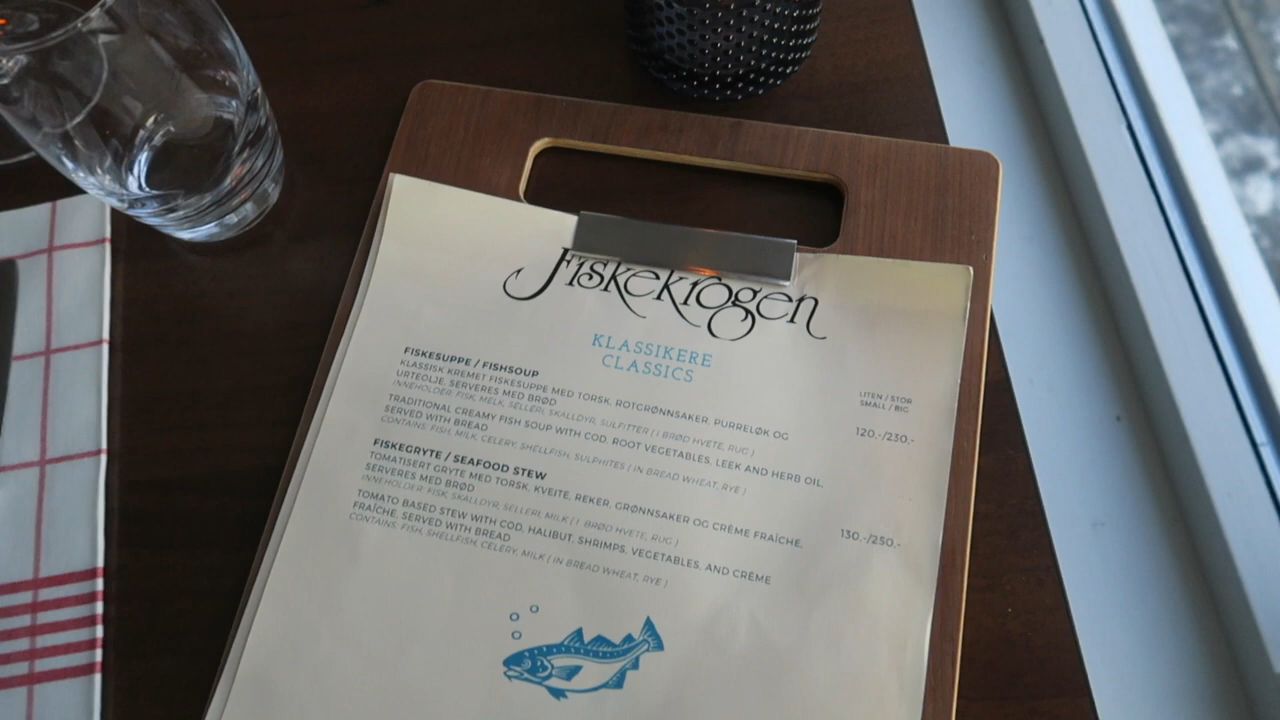 Fiskekrogen
KLASSIKERE
CLASSICS
LITEN / STOR
SMALL / BIG
FISKESUPPE / FISHSOUP
KLASSISK KREMET FISKESUPPE MED TORSK, ROTGRØNNSAKER, PURRELØK OG
URTEOLJE, SERVERES MED BRØD
120,-/230,-
INNEHOLDER: FISK, MELK, SELLERI, SKALLDYR, SULFITTER ( I BRØD HVETE, RUG )
TRADITIONAL CREAMY FISH SOUP WITH COD, ROOT VEGETABLES, LEEK AND HERB OIL,
SERVED WITH BREAD
CONTAINS: FISH, MILK, CELERY, SHELLFISH, SULPHITES ( IN BREAD WHEAT, RYE )
FISKEGRYTE / SEAFOOD STEW
TOMATISERT GRYTE MED TORSK, KVEITE, REKER, GRØNNSAKER OG CRÈME FRAÎCHE,
SERVERES MED BRØD
130,-/250,-
INNEHOLDER: FISK, SKALLDYR, SELLERI, MILK ( I BRØD HVETE, RUG )
TOMATO BASED STEW WITH COD, HALIBUT, SHRIMPS, VEGETABLES, AND CRÈME
FRAÎCHE, SERVED WITH BREAD
CONTAINS: FISH, SHELLFISH, CELERY, MILK ( IN BREAD WHEAT, RYE )